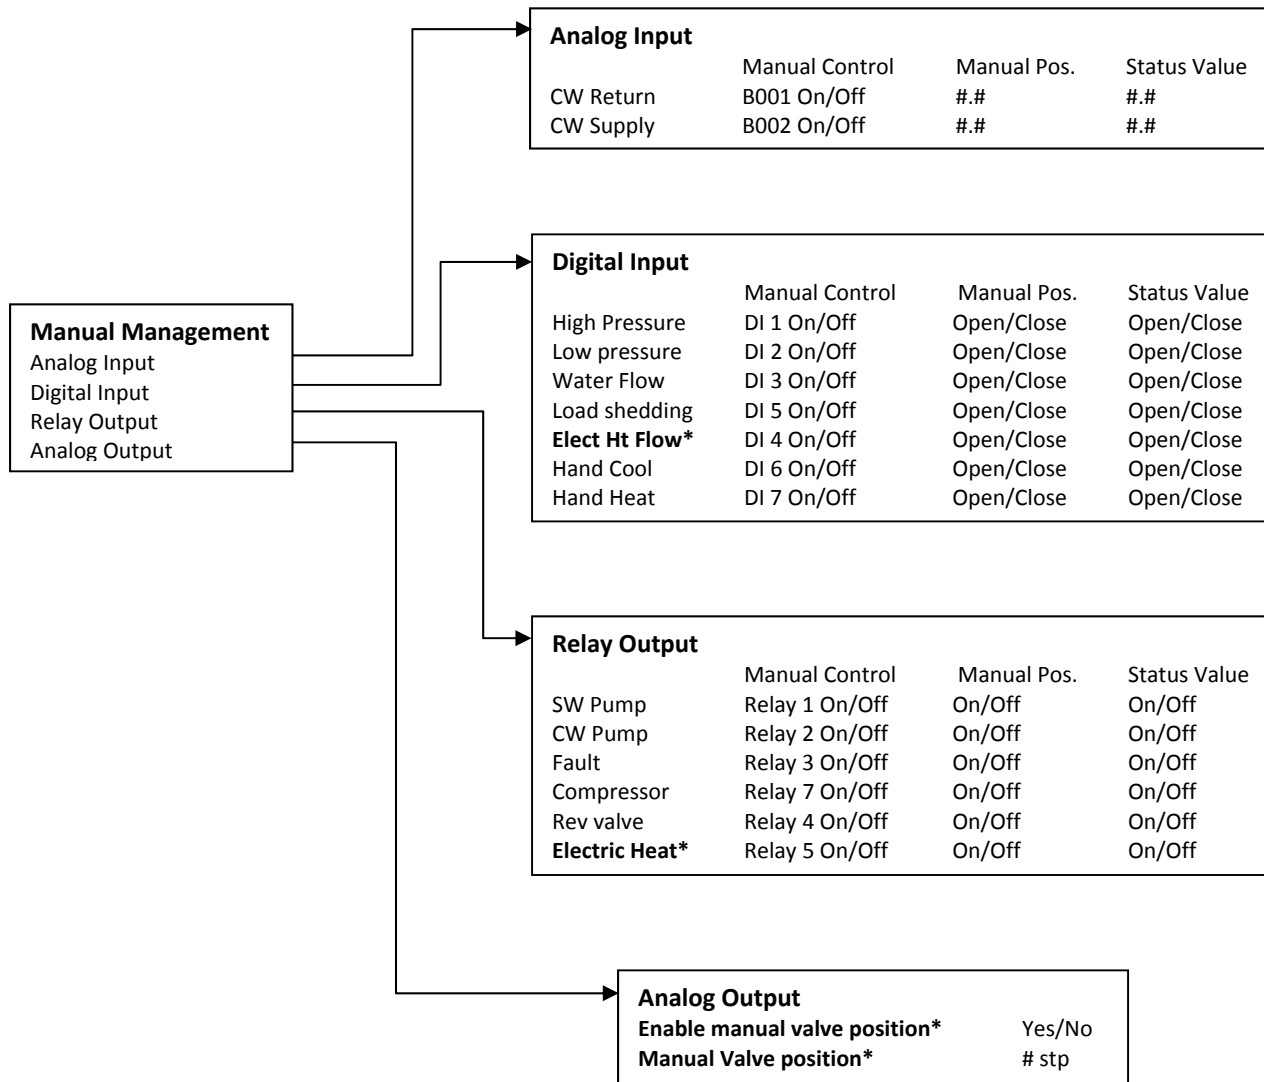 Analog Input
Manual Control Manual Pos. Status Value
CW Return B001 On/Off #.# #.#
CW Supply B002 On/Off #.# #.#
Digital Input
Manual Control Manual Pos. Status Value
High Pressure DI 1 On/Off Open/Close Open/Close
Low pressure DI 2 On/Off Open/Close Open/Close
Water Flow DI 3 On/Off Open/Close Open/Close
Load shedding DI 5 On/Off Open/Close Open/Close
Elect Ht Flow* DI 4 On/Off Open/Close Open/Close
Hand Cool DI 6 On/Off Open/Close Open/Close
Hand Heat DI 7 On/Off Open/Close Open/Close
Manual Management
Analog Input
Digital Input
Relay Output
Analog Output
Relay Output
Manual Control Manual Pos. Status Value
SW Pump Relay 1 On/Off On/Off On/Off
CW Pump Relay 2 On/Off On/Off On/Off
Fault Relay 3 On/Off On/Off On/Off
Compressor Relay 7 On/Off On/Off On/Off
Rev valve Relay 4 On/Off On/Off On/Off
Electric Heat* Relay 5 On/Off On/Off On/Off
Analog Output
Enable manual valve position* Yes/No
Manual Valve position* # stp